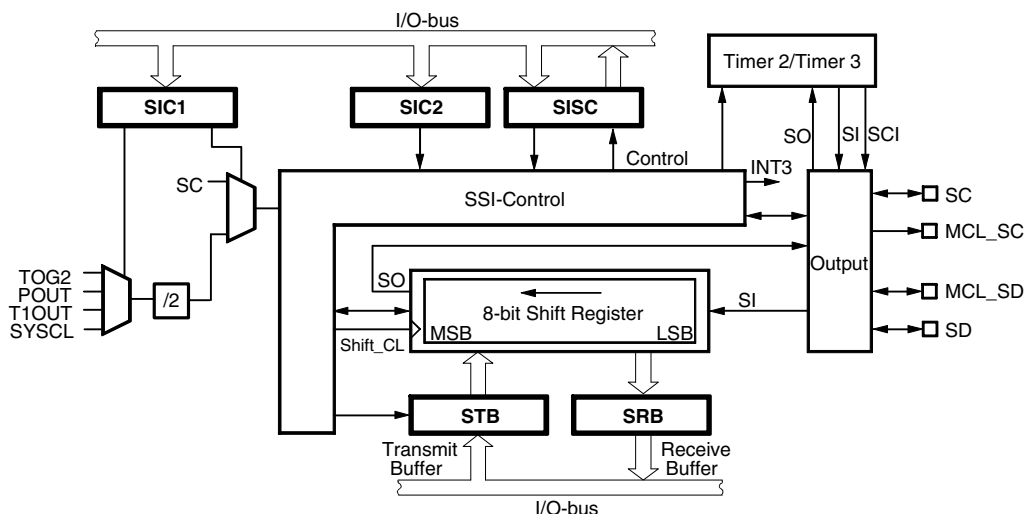 I/O-bus
Timer 2/Timer 3
SIC1
SIC2
SISC
SO
SI
SCI
Control
INT3
SC
SSI-Control
SC
MCL_SC
Output
SO
TOG2
POUT
T1OUT
SYSCL
/2
8-bit Shift Register
SI
MCL_SD
MSB
LSB
SD
Shift_CL
STB
SRB
Transmit
Buffer
Receive
Buffer
I/O-bus